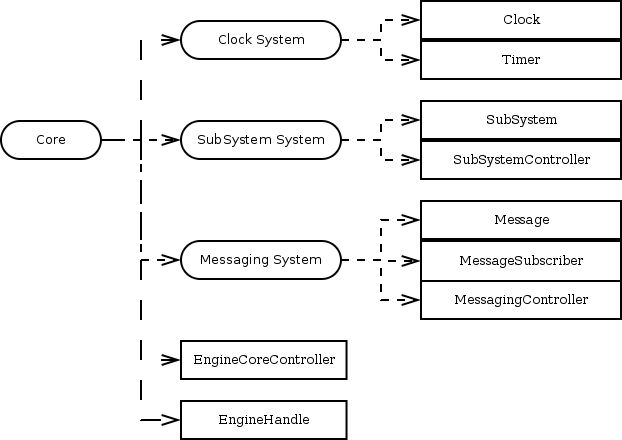 Core
Clock System
Clock
Timer
SubSystem System
SubSystem
SubSystemController
Messaging System
Message
MessageSubscriber
MessagingController
EngineCoreController
EngineHandle